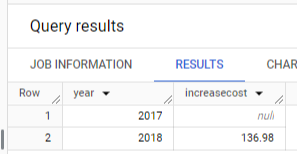 Query results
JOB INFORMATION RESULTS CHAR
Row year increasecost
1 2017 null
2 2018 136.98